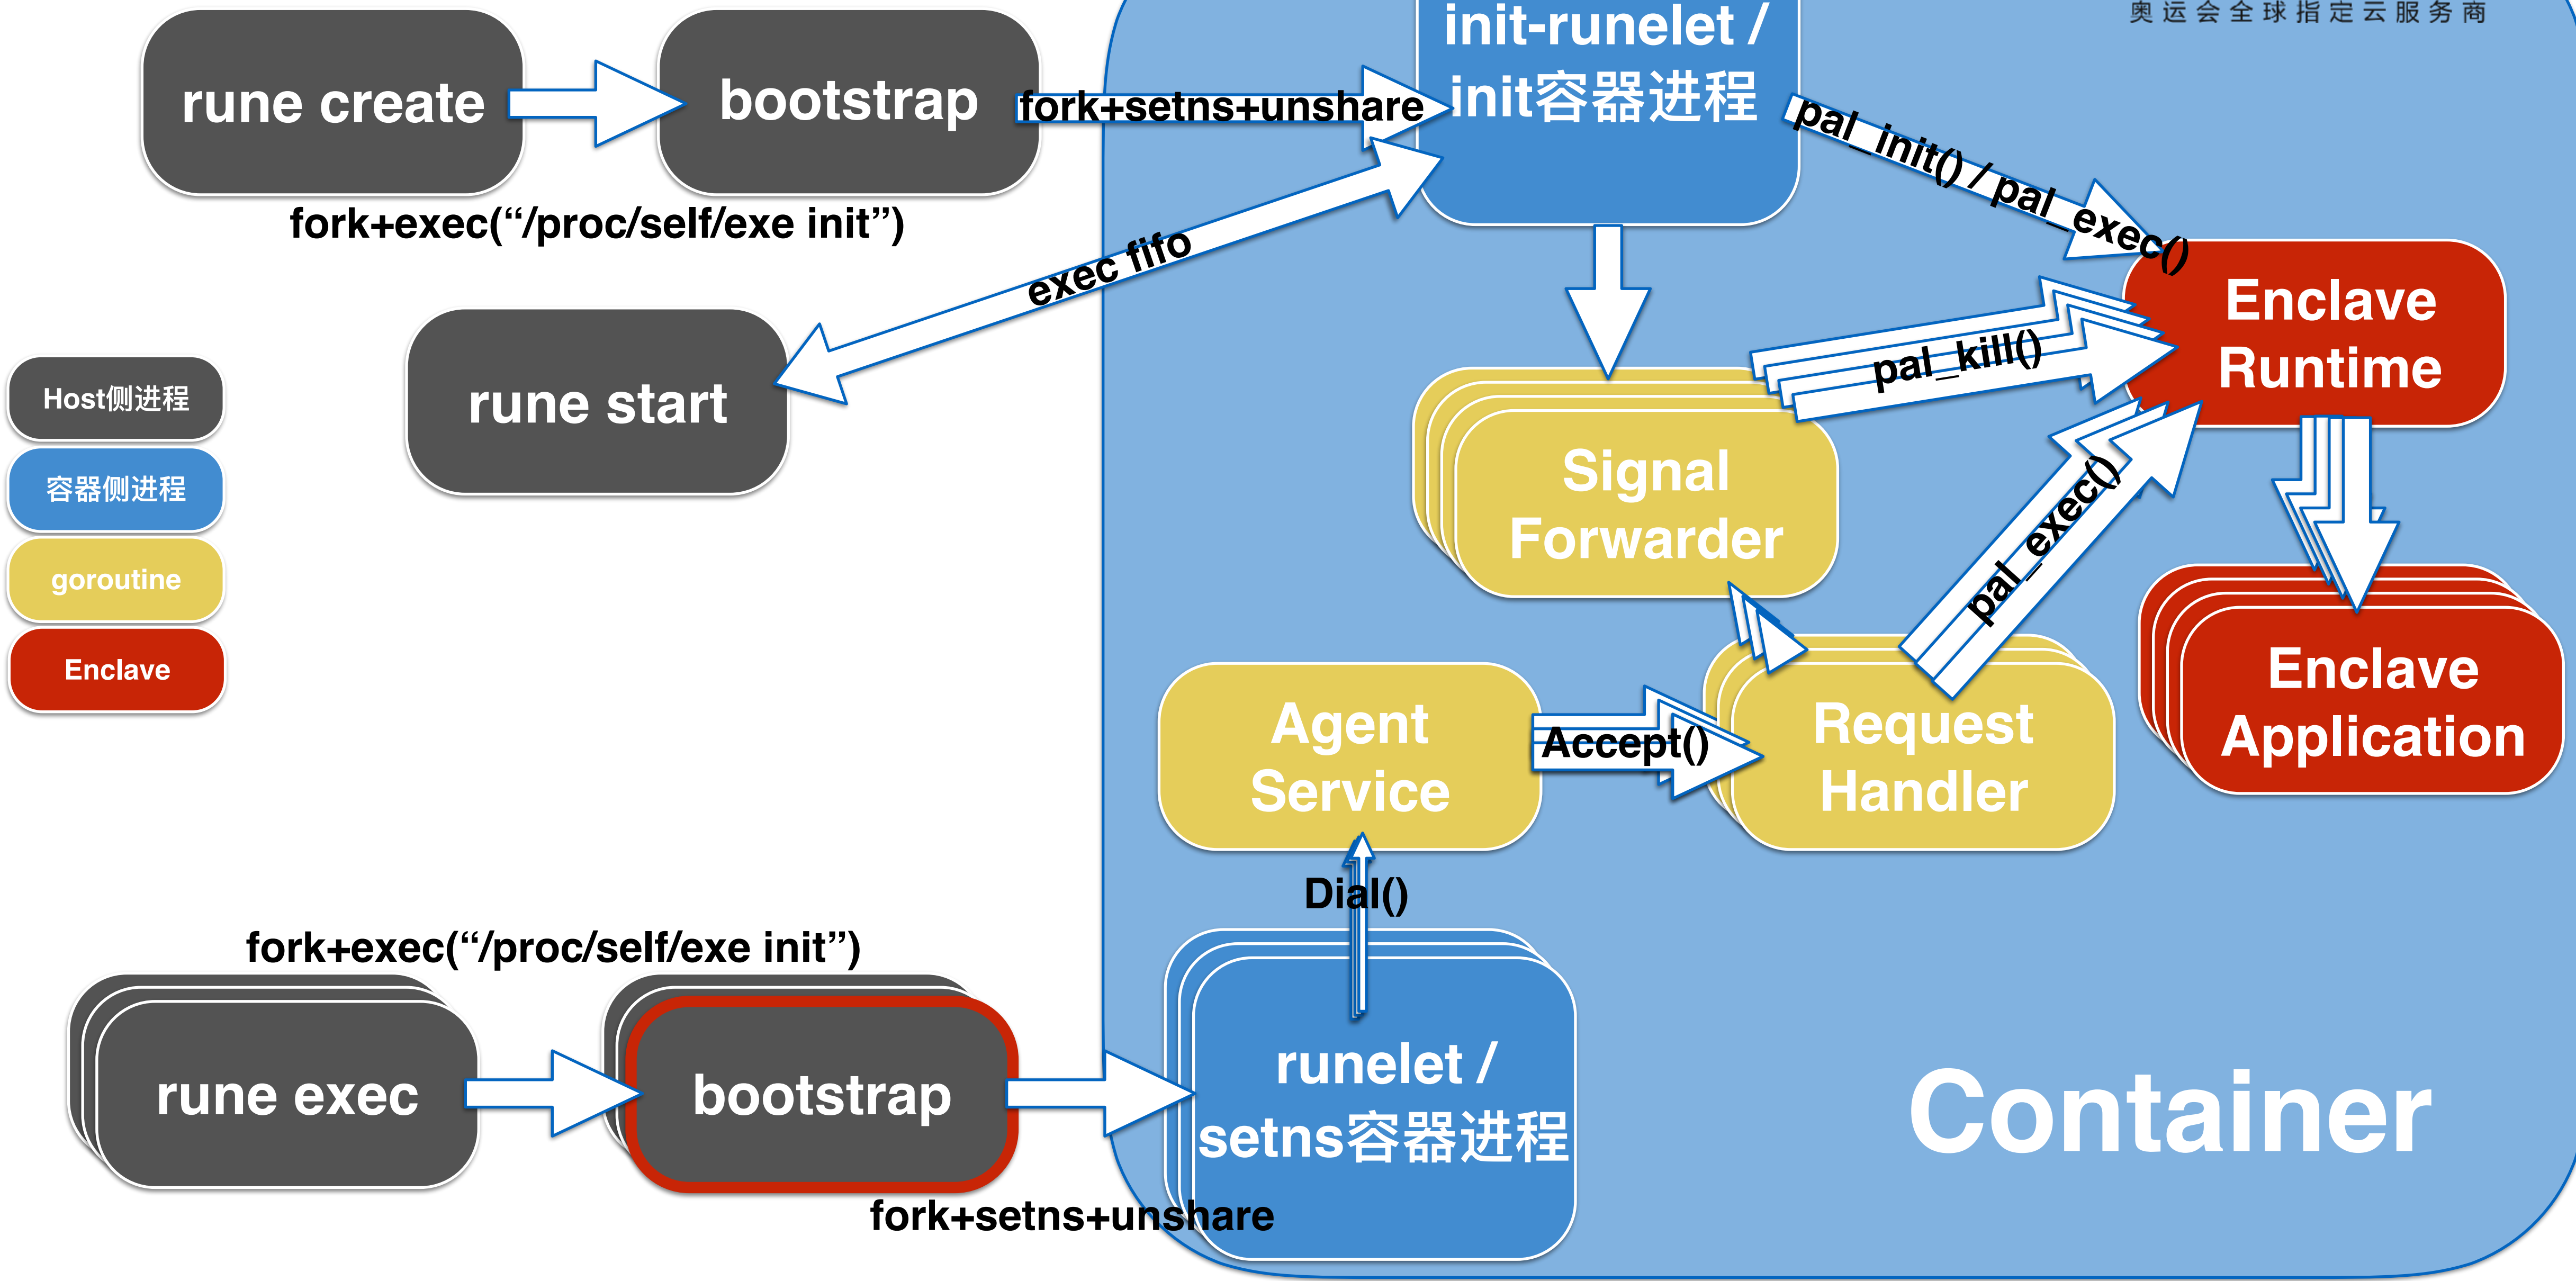 奥运会全球指定云服务商
rune create
bootstrap
fork+setns+unshare
init-runelet /
init容器进程
pal_init() / pal_exec()
fork+exec(“/proc/self/exe init”)
exec fifo
rune start
Enclave
Runtime
pal_kill()
Host侧进程
容器侧进程
goroutine
Enclave
Signal
Forwarder
pal_exec()
Agent
Service
Accept()
Request
Handler
Enclave
Application
Dial()
fork+exec(“/proc/self/exe init”)
rune exec
bootstrap
runelet /
setns容器进程
fork+setns+unshare
Container